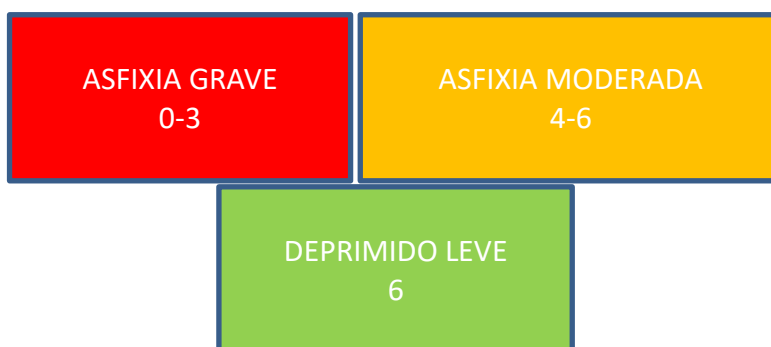 ASFIXIA GRAVE
0-3
ASFIXIA MODERADA
4-6
DEPRIMIDO LEVE
6